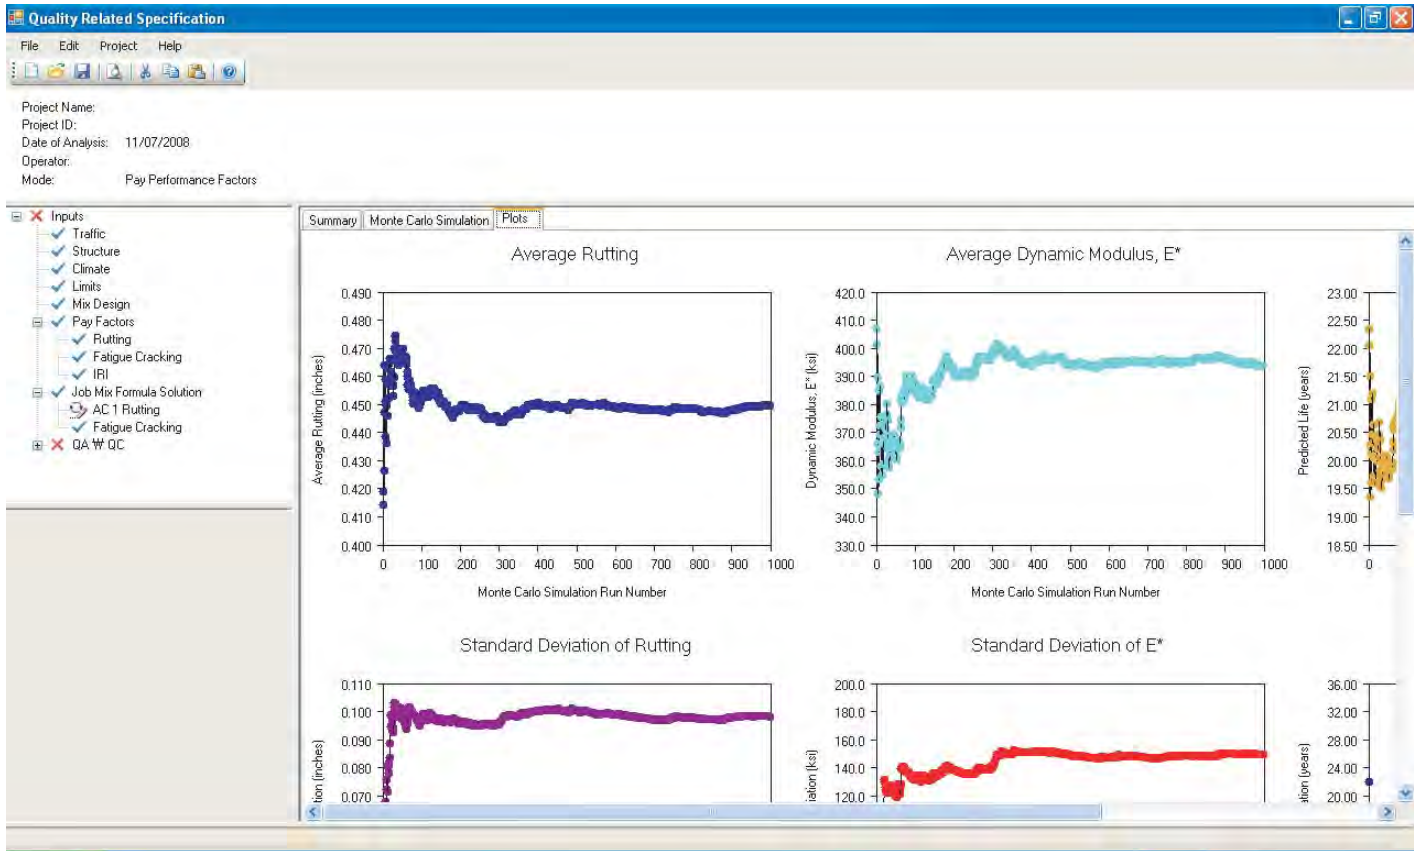 Quality Related Specification
File Edit Project Help
Project Name:
Project ID:
Date of Analysis: 11/07/2008
Operator:
Mode: Pay Performance Factors
Inputs
Traffic
Structure
Climate
Limits
Mix Design
Pay Factors
Rutting
Fatigue Cracking
IRI
Job Mix Formula Solution
AC 1 Rutting
Fatigue Cracking
QA ₩ QC
Summary Monte Carlo Simulation Plots
Average Rutting
Average Rutting (inches)
0.490
0.480
0.470
0.460
0.450
0.440
0.430
0.420
0.410
0.400
0 100 200 300 400 500 600 700 800 900 1000
Monte Carlo Simulation Run Number
Average Dynamic Modulus, E*
Dynamic Modulus, E* (ksi)
420.0
410.0
400.0
390.0
380.0
370.0
360.0
350.0
340.0
330.0
0 100 200 300 400 500 600 700 800 900 1000
Monte Carlo Simulation Run Number
Predicted Life (years)
23.00
22.50
22.00
21.50
21.00
20.50
20.00
19.50
19.00
18.50
0
Standard Deviation of Rutting
tion (inches)
0.110
0.100
0.090
0.080
0.070
Standard Deviation of E*
iation (ksi)
200.0
180.0
160.0
140.0
120.0
iation (years)
36.00
32.00
28.00
24.00
20.00